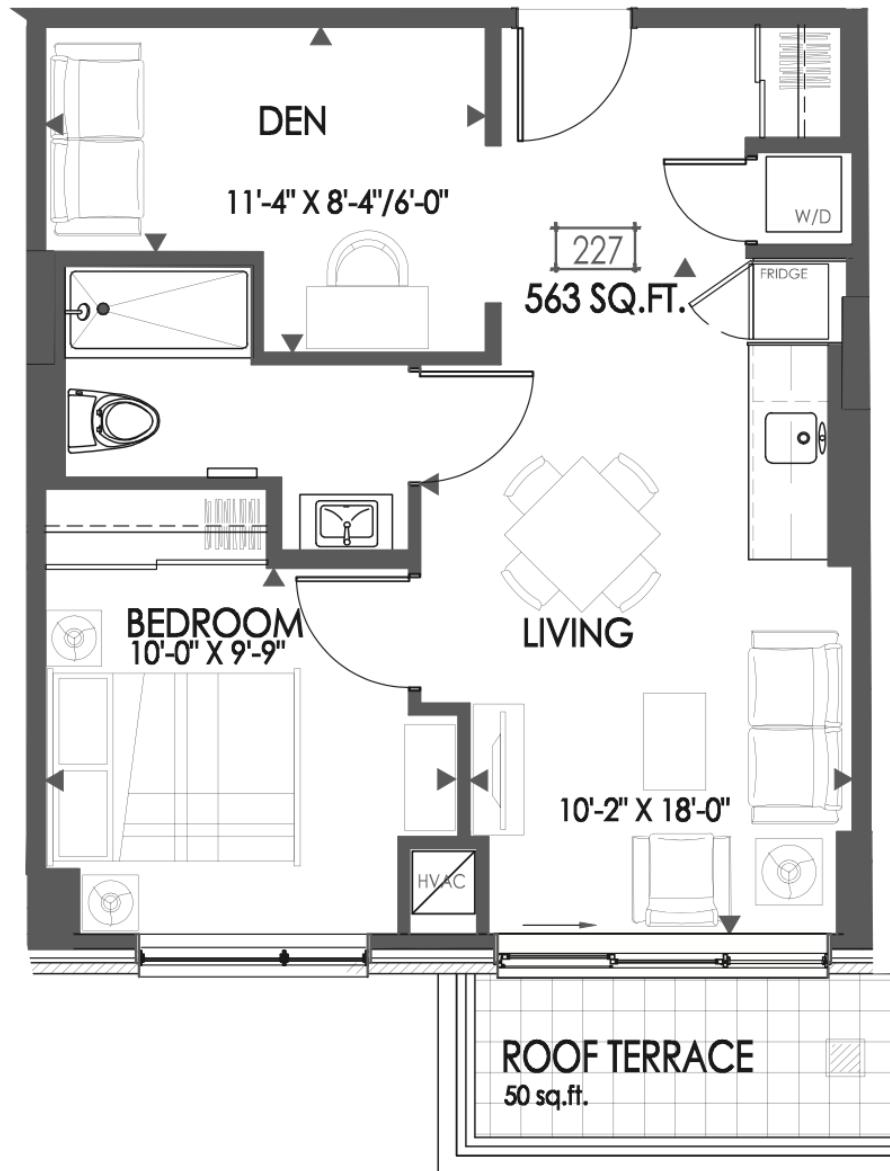 DEN
11'-4" X 8'-4"/6'-0"
W/D
227
563 SQ.FT.
FRIDGE
BEDROOM
10'-0" X 9'-9"
LIVING
10'-2" X 18'-0"
HVAC
ROOF TERRACE
50 sq.ft.